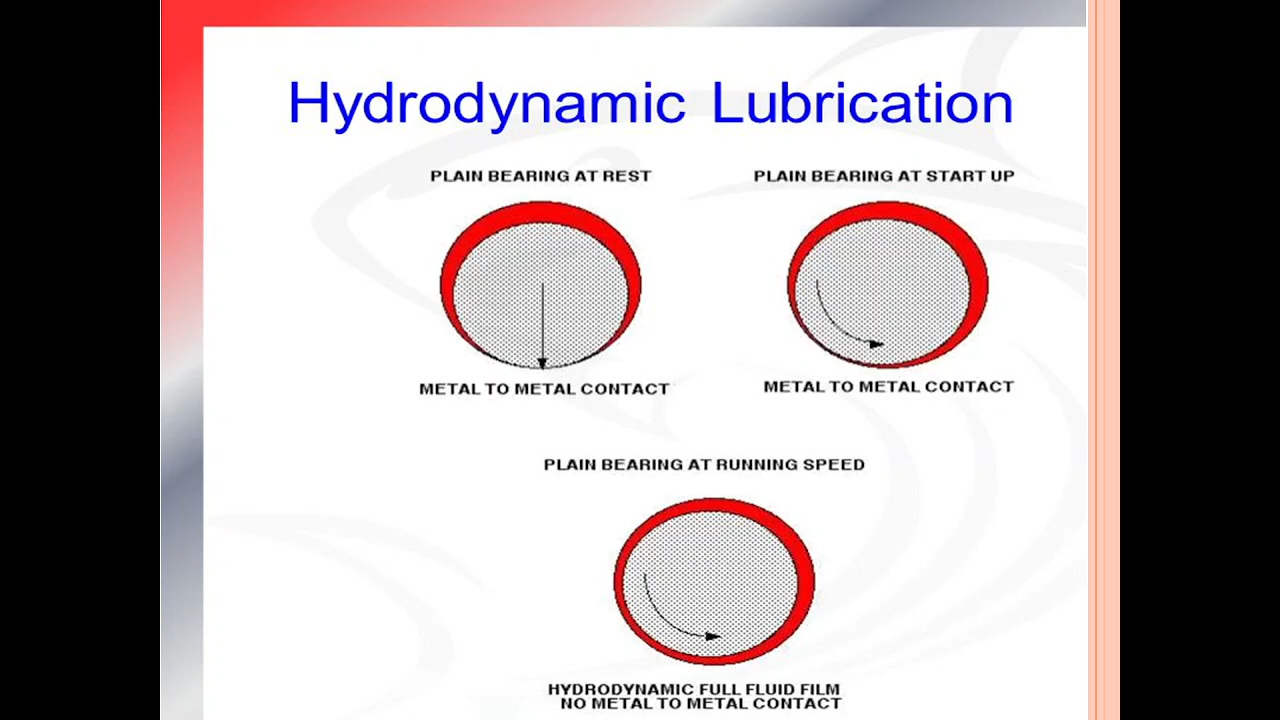 Hydrodynamic Lubrication
PLAIN BEARING AT REST
PLAIN BEARING AT START UP
METAL TO METAL CONTACT
METAL TO METAL CONTACT
PLAIN BEARING AT RUNNING SPEED
HYDRODYNAMIC FULL FLUID FILM
NO METAL TO METAL CONTACT